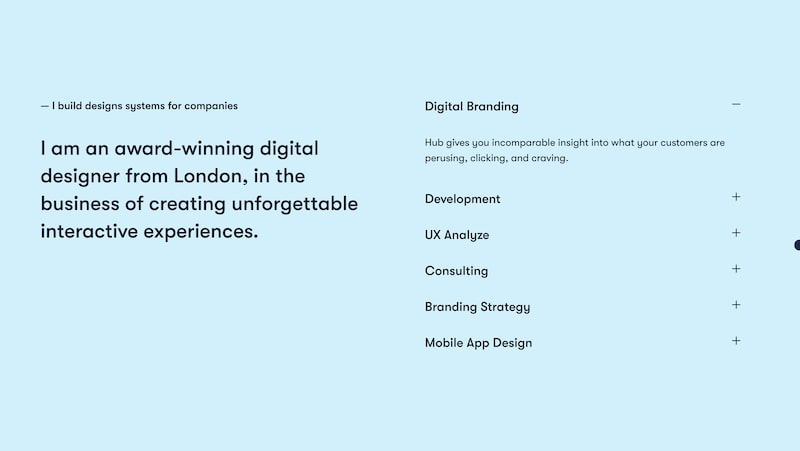 — I build designs systems for companies
I am an award-winning digital
designer from London, in the
business of creating unforgettable
interactive experiences.
Digital Branding
Hub gives you incomparable insight into what your customers are
perusing, clicking, and craving.
Development
UX Analyze
Consulting
Branding Strategy
Mobile App Design